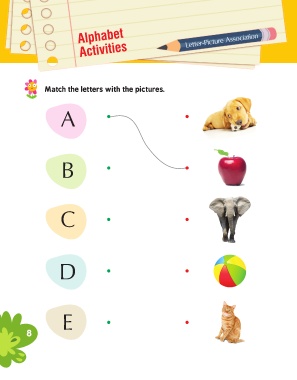 Alphabet
Activities
Letter-Picture Association
Match the letters with the pictures.
A
B
C
D
E
8